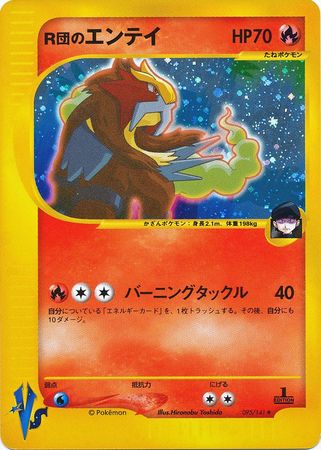 R団のエンテイ HP70
たねポケモン
かざんポケモン：身長2.1m、体重198kg
バーニングタックル 40
自分についている「エネルギーカード」を、1枚トラッシュする。その後、自分にも
10ダメージ。
弱点 抵抗力 にげる
1
EDITION
©Pokémon Illus.Hironobu Yoshida 095/141 ★
VS